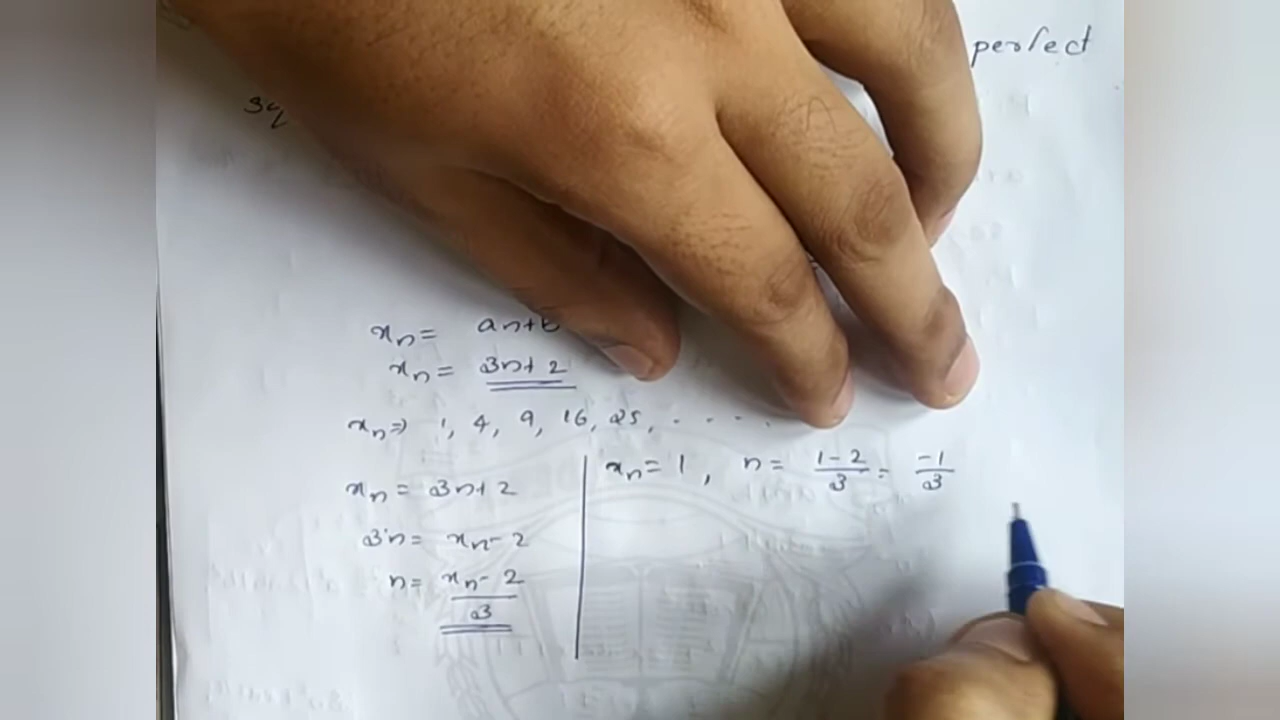 perfect
sq
xn = an+b
xn = 3n+2
xn ⇒ 1, 4, 9, 16, 25, - - - .
xn = 1, n = (1-2)/3 = -1/3
xn = 3n+2
3n = xn - 2
n = (xn - 2)/3